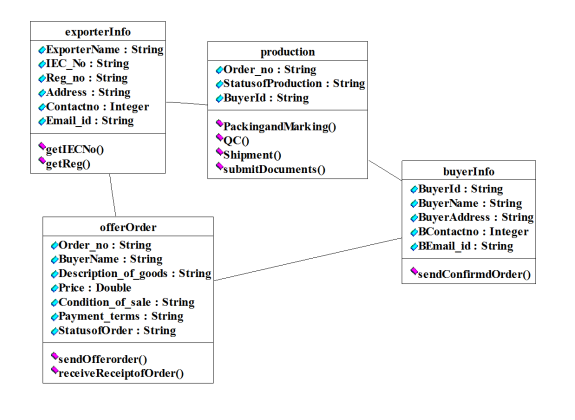 exporterInfo
ExporterName : String
IEC_No : String
Reg_no : String
Address : String
Contactno : Integer
Email_id : String
getIECNo()
getReg()
production
Order_no : String
StatusofProduction : String
BuyerId : String
PackingandMarking()
QC()
Shipment()
submitDocuments()
buyerInfo
BuyerId : String
BuyerName : String
BuyerAddress : String
BContactno : Integer
BEmail_id : String
sendConfirmdOrder()
offerOrder
Order_no : String
BuyerName : String
Description_of_goods : String
Price : Double
Condition_of_sale : String
Payment_terms : String
StatusofOrder : String
sendOfferorder()
receiveReceiptofOrder()